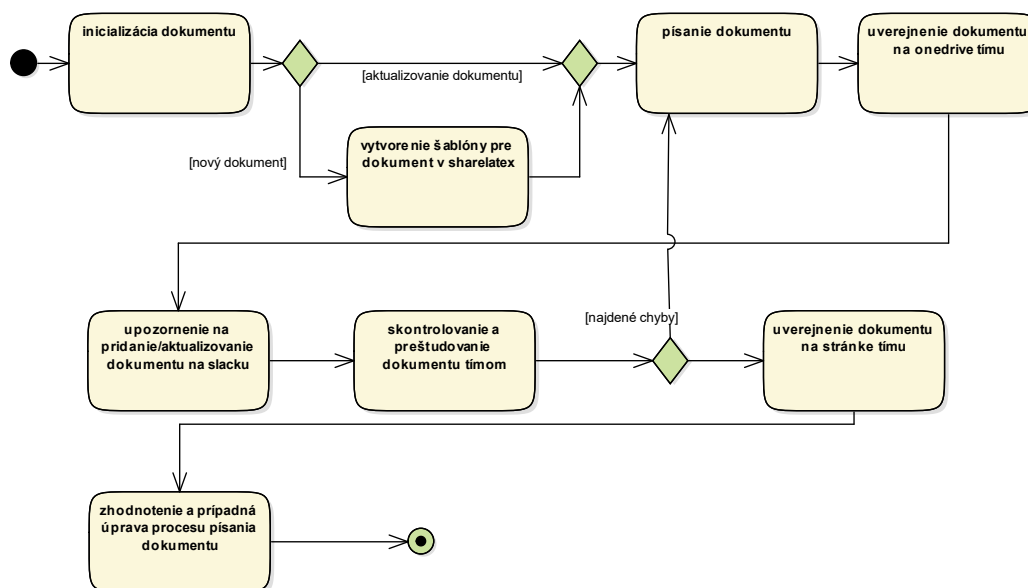 inicializácia dokumentu
[aktualizovanie dokumentu]
[nový dokument]
vytvorenie šablóny pre
dokument v sharelatex
písanie dokumentu
uverejnenie dokumentu
na onedrive tímu
upozornenie na
pridanie/aktualizovanie
dokumentu na slacku
skontrolovanie a
preštudovanie
dokumentu tímom
[najdené chyby]
uverejnenie dokumentu
na stránke tímu
zhodnotenie a prípadná
úprava procesu písania
dokumentu